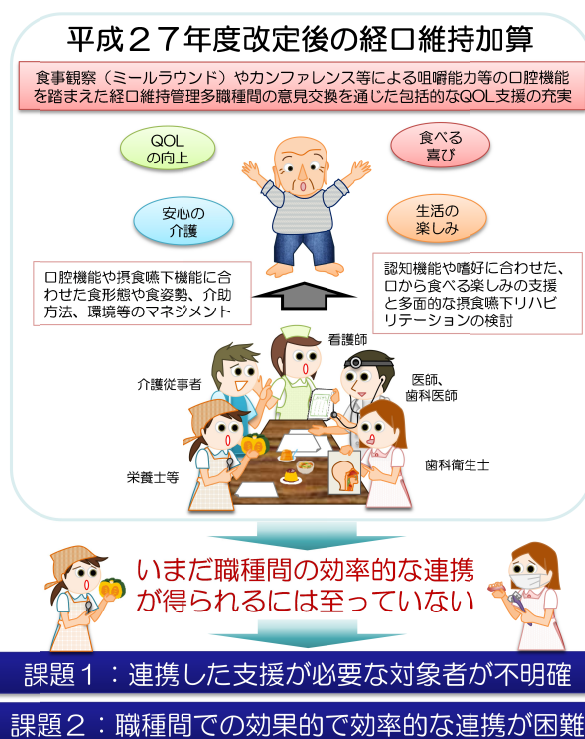 平成２７年度改定後の経口維持加算
食事観察（ミールラウンド）やカンファレンス等による咀嚼能力等の口腔機能
を踏まえた経口維持管理多職種間の意見交換を通じた包括的なQOL支援の充実
QOL
の向上
食べる
喜び
安心の
介護
生活の
楽しみ
口腔機能や摂食嚥下機能に合
わせた食形態や食姿勢、介助
方法、環境等のマネジメント
認知機能や嗜好に合わせた、
口から食べる楽しみの支援
と多面的な摂食嚥下リハビ
リテーションの検討
看護師
介護従事者
医師、
歯科医師
栄養士等
歯科衛生士
いまだ職種間の効率的な連携
が得られるには至っていない
課題１：連携した支援が必要な対象者が不明確
課題２：職種間での効果的で効率的な連携が困難